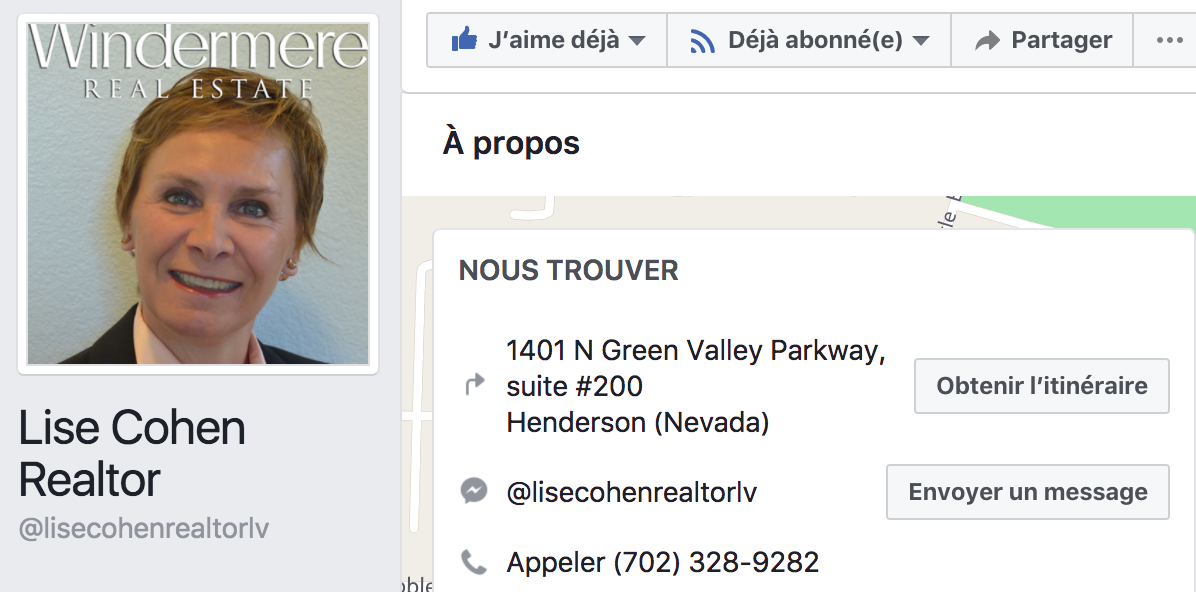 Windermere
REAL ESTATE
Lise Cohen
Realtor
@lisecohenrealtorlv
J’aime déjà
Déjà abonné(e)
Partager
À propos
NOUS TROUVER
1401 N Green Valley Parkway,
suite #200
Henderson (Nevada)
Obtenir l’itinéraire
@lisecohenrealtorlv
Envoyer un message
Appeler (702) 328-9282